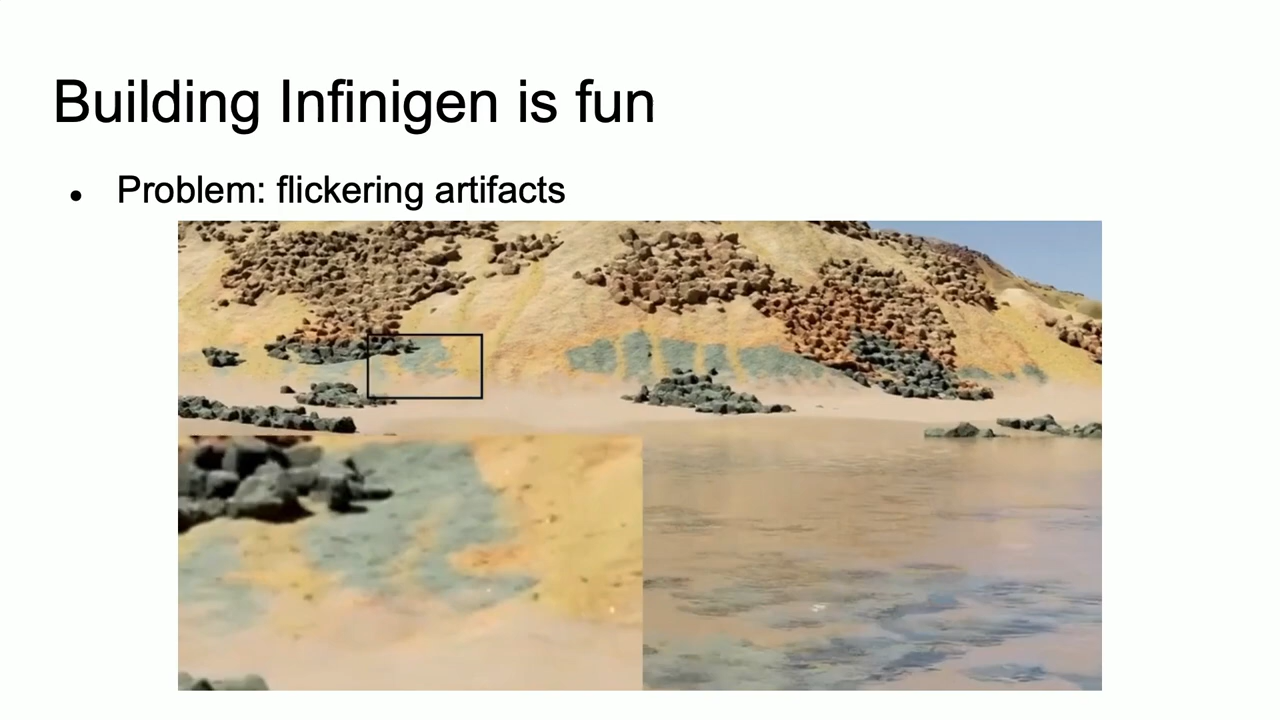 Building Infinigen is fun
● Problem: flickering artifacts